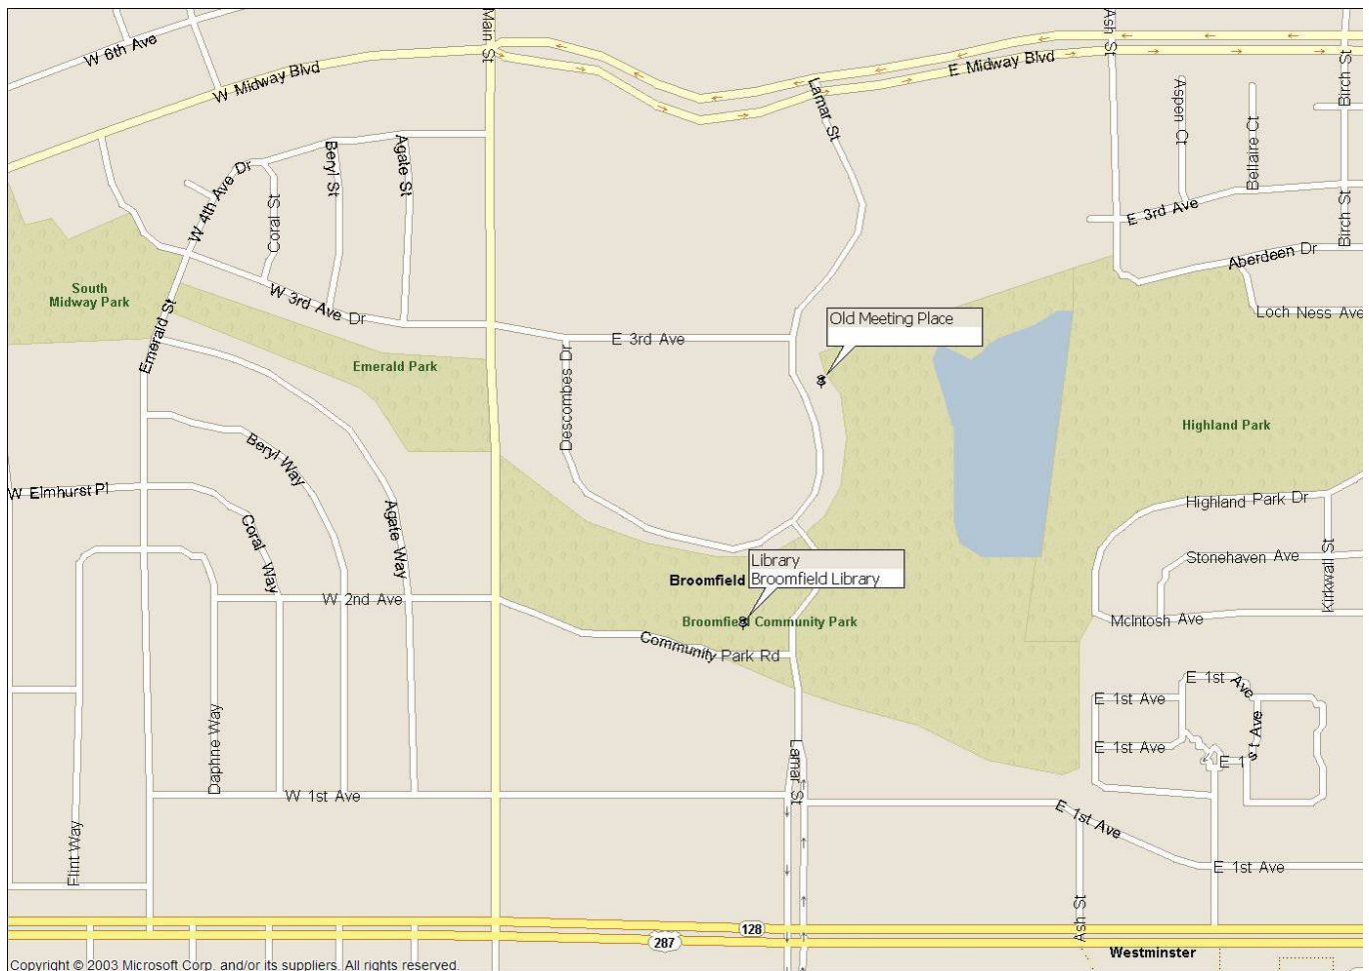 W 6th Ave
Main St
Ash St
Birch St
W Midway Blvd
E Midway Blvd
Lamar St
Aspen Ct
Bellaire Ct
Agate St
Beryl St
W 4th Ave Dr
Coral St
E 3rd Ave
Birch St
Aberdeen Dr
South
Midway Park
W 3rd Ave Dr
Loch Ness Ave
Old Meeting Place
Emerald St
E 3rd Ave
Emerald Park
Descombes Dr
Highland Park
Beryl Way
W Elmhurst Pl
Highland Park Dr
Coral Way
Agate Way
Stonehaven Ave
Kirkwall St
Library
Broomfield
Broomfield Library
W 2nd Ave
McIntosh Ave
Broomfield Community Park
Community Park Rd
E 1st Ave
E 1st Ave
E 1st Ave
st Ave
E 1
Daphne Way
Lamar St
W 1st Ave
E 1st Ave
Flint Way
E 1st Ave
Ash St
128
287
Westminster
Copyright © 2003 Microsoft Corp. and/or its suppliers. All rights reserved.